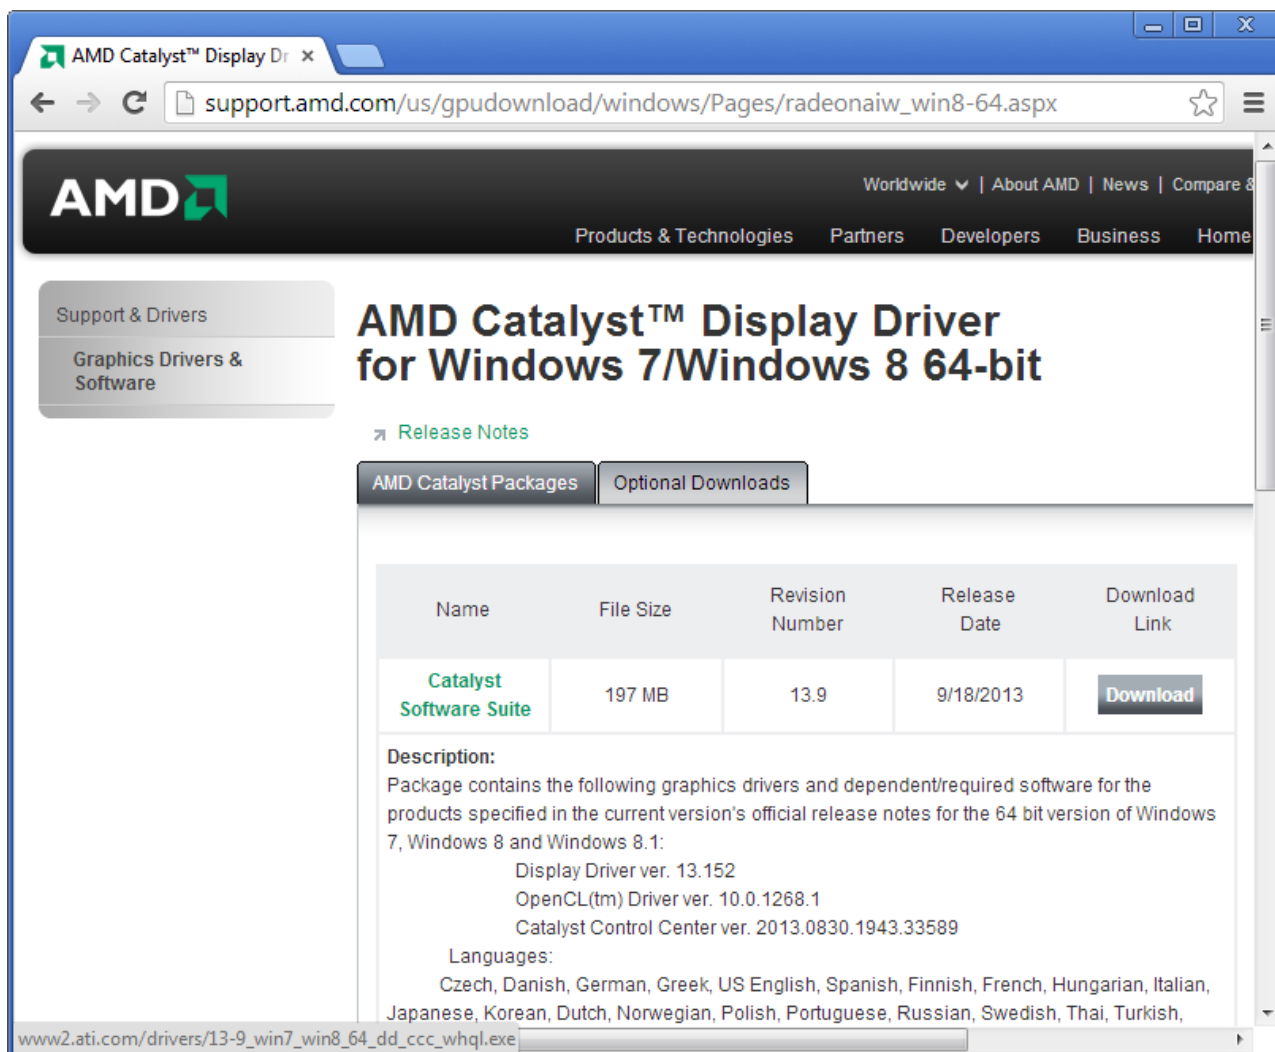 AMD Catalyst™ Display Dr
support.amd.com/us/gpudownload/windows/Pages/radeonaiw_win8-64.aspx
AMD
Worldwide | About AMD | News | Compare &
Products & Technologies Partners Developers Business Home
Support & Drivers
Graphics Drivers &
Software
AMD Catalyst™ Display Driver
for Windows 7/Windows 8 64-bit
Release Notes
AMD Catalyst Packages Optional Downloads
Name File Size Revision Number Release Date Download Link
Catalyst Software Suite 197 MB 13.9 9/18/2013 Download
Description:
Package contains the following graphics drivers and dependent/required software for the
products specified in the current version's official release notes for the 64 bit version of Windows
7, Windows 8 and Windows 8.1:
Display Driver ver. 13.152
OpenCL(tm) Driver ver. 10.0.1268.1
Catalyst Control Center ver. 2013.0830.1943.33589
Languages:
Czech, Danish, German, Greek, US English, Spanish, Finnish, French, Hungarian, Italian,
Japanese, Korean, Dutch, Norwegian, Polish, Portuguese, Russian, Swedish, Thai, Turkish,
www2.ati.com/drivers/13-9_win7_win8_64_dd_ccc_whql.exe